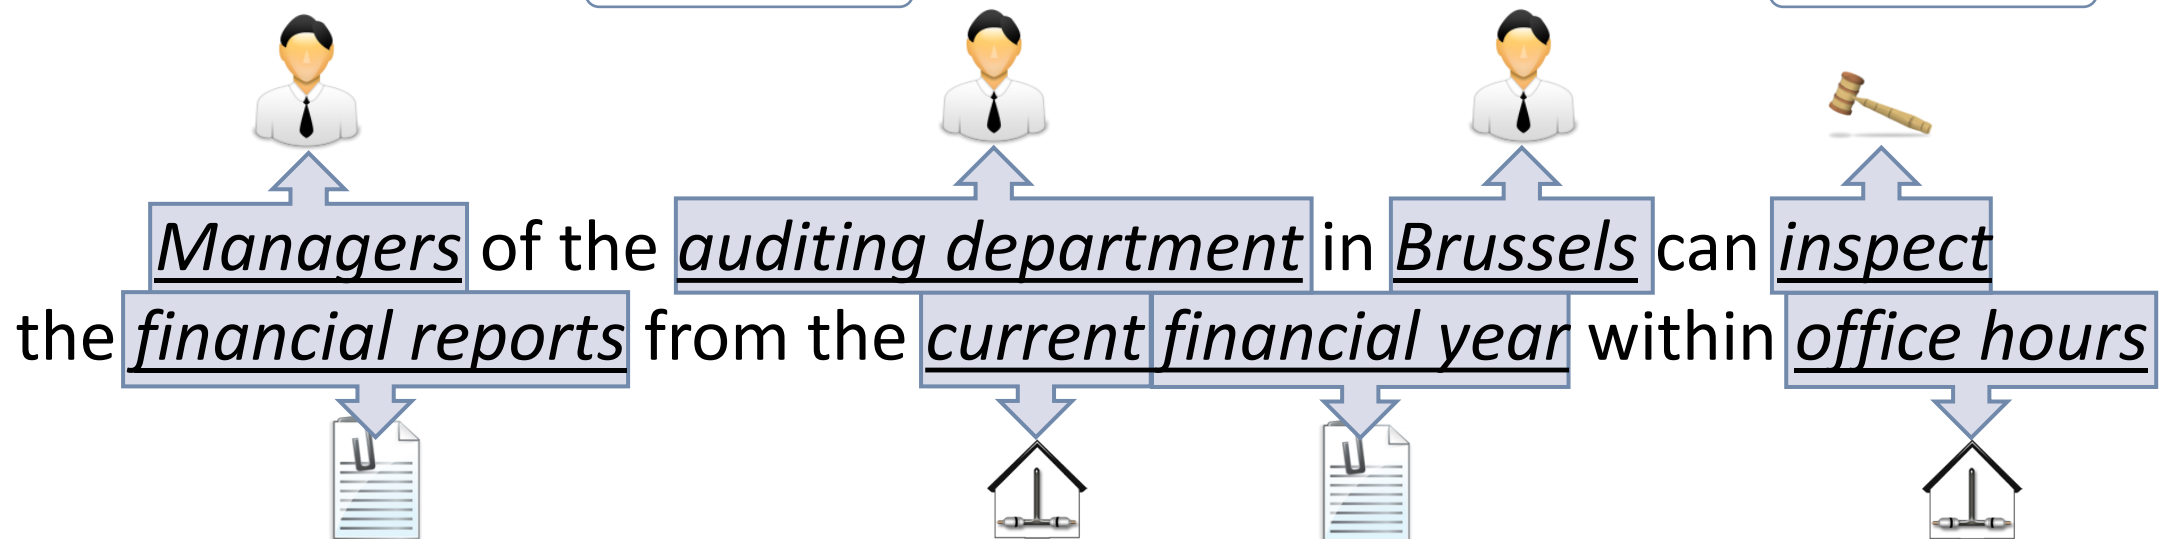 Managers of the auditing department in Brussels can inspect
the financial reports from the current financial year within office hours